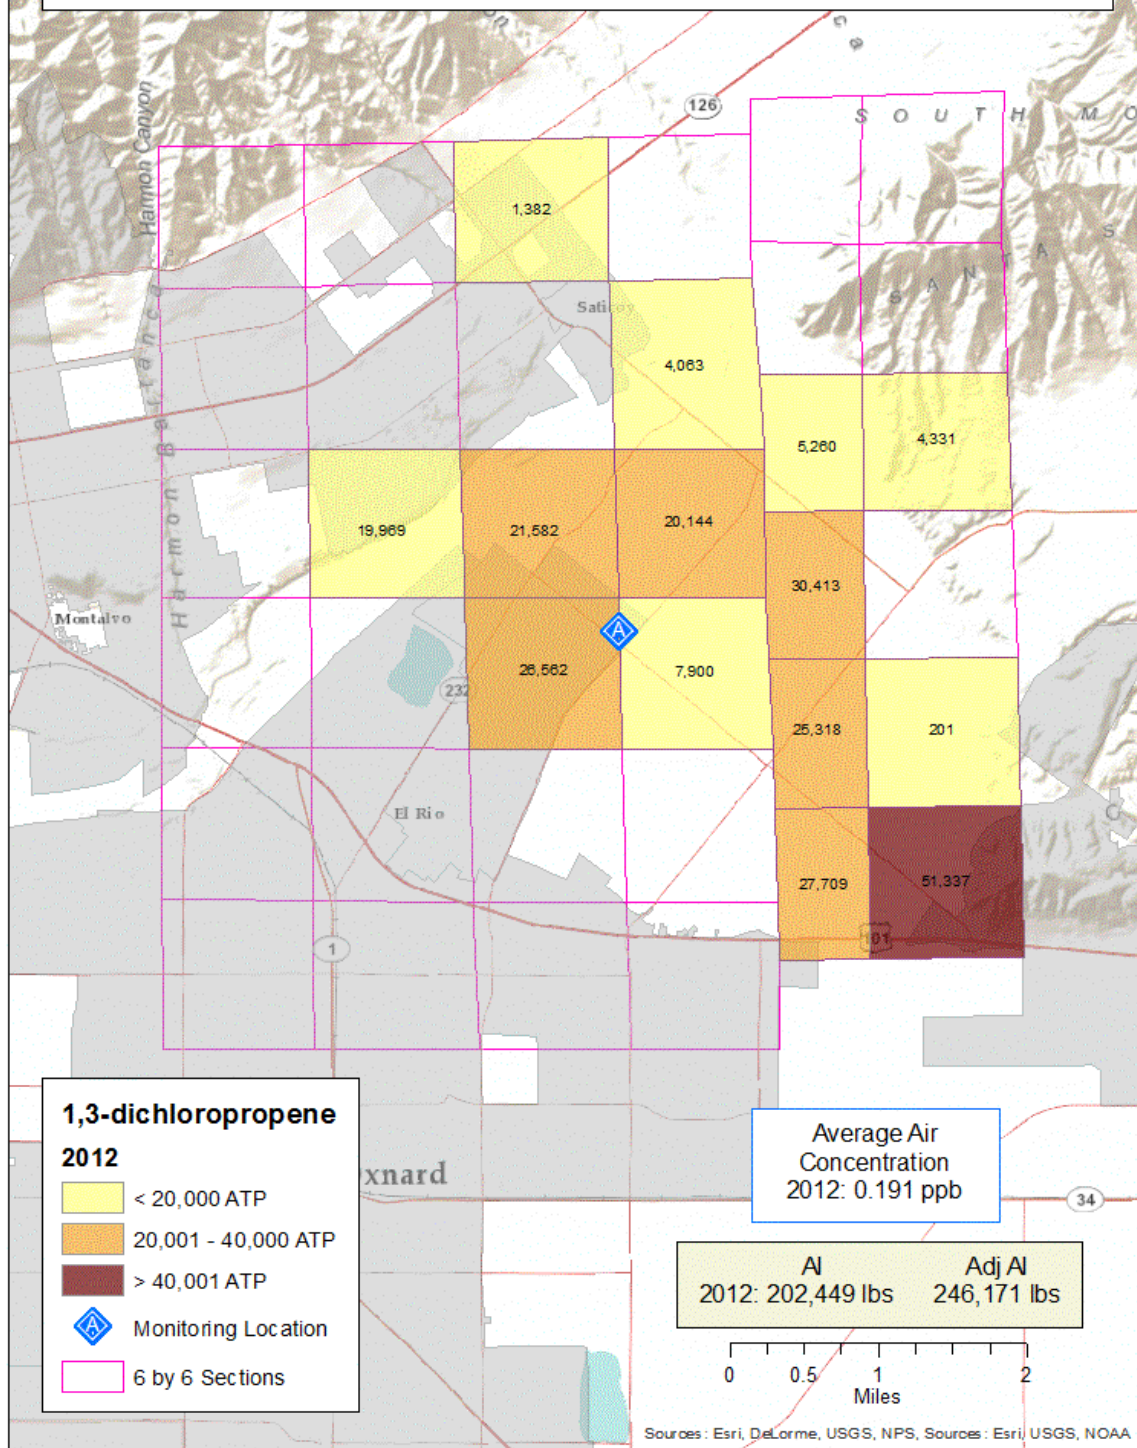 126
Harmon Canyon
S O U T H M O
1,382
S A N T A S
Saticoy
4,063
5,260
4,331
Harmon Barranca
19,969
21,582
20,144
30,413
Montalvo
A
26,562
7,900
232
25,318
201
El Rio
C
27,709
51,337
101
1
1,3-dichloropropene
2012
< 20,000 ATP
20,001 - 40,000 ATP
> 40,001 ATP
A Monitoring Location
6 by 6 Sections
xnard
Average Air
Concentration
2012: 0.191 ppb
34
AI Adj AI
2012: 202,449 lbs 246,171 lbs
0 0.5 1 2
Miles
Sources: Esri, DeLorme, USGS, NPS, Sources: Esri, USGS, NOAA